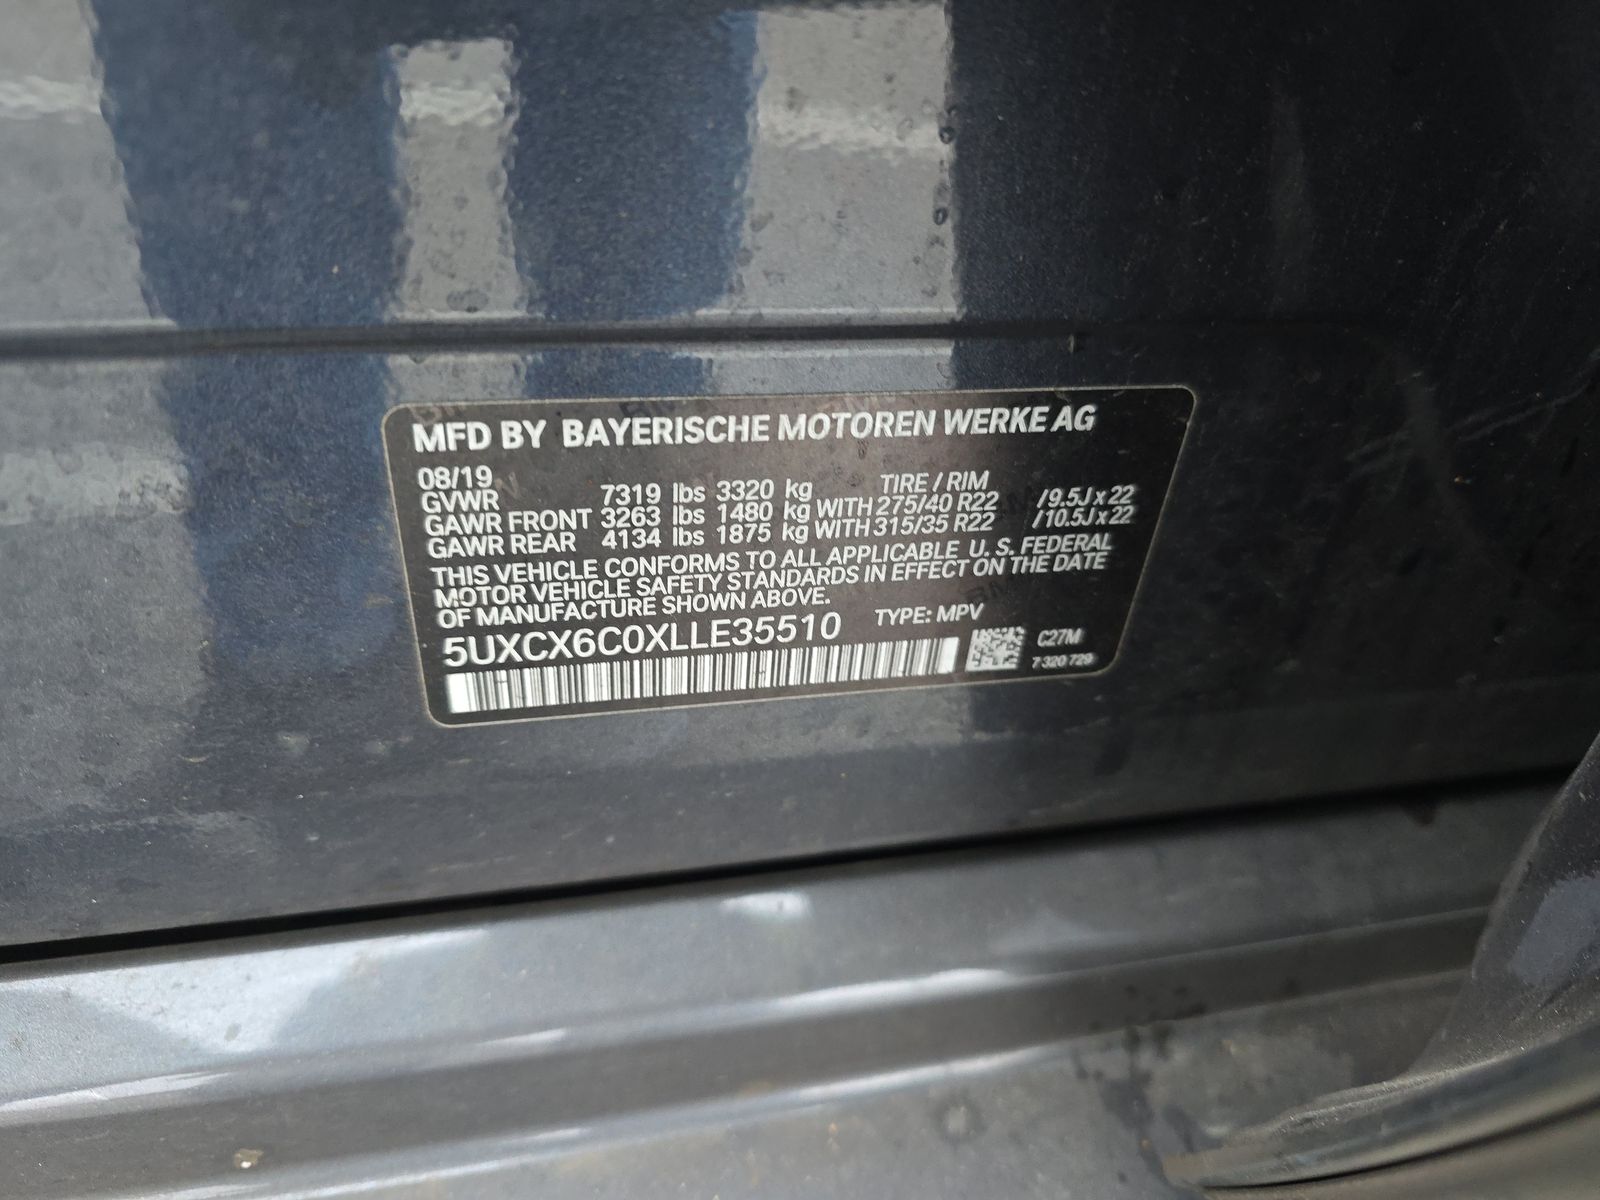 MFD BY BAYERISCHE MOTOREN WERKE AG
08/19 TIRE / RIM
GVWR 7319 lbs 3320 kg
GAWR FRONT 3263 lbs 1480 kg WITH 275/40 R22 /9.5J x 22
GAWR REAR 4134 lbs 1875 kg WITH 315/35 R22 /10.5J x 22
THIS VEHICLE CONFORMS TO ALL APPLICABLE U. S. FEDERAL
MOTOR VEHICLE SAFETY STANDARDS IN EFFECT ON THE DATE
OF MANUFACTURE SHOWN ABOVE.
5UXCX6C0XLLE35510 TYPE: MPV
C27M
7 320 729